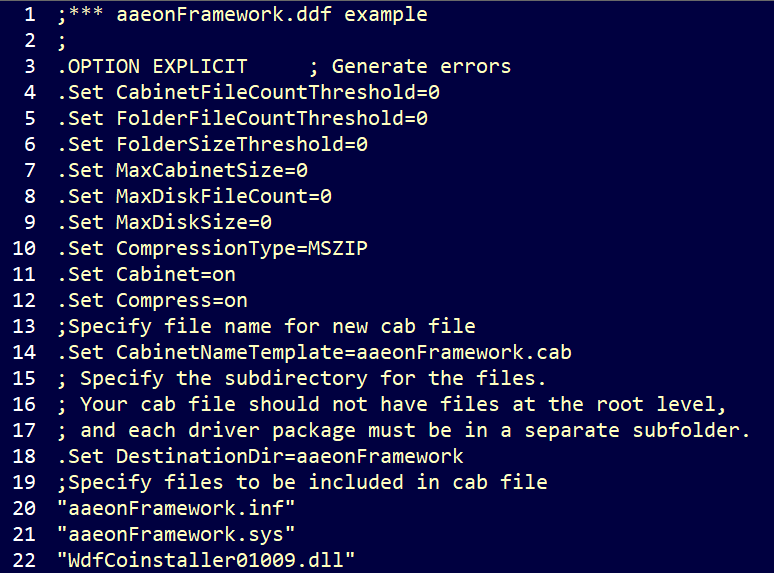 1 ;*** aaeonFramework.ddf example
2 ;
3 .OPTION EXPLICIT     ; Generate errors
4 .Set CabinetFileCountThreshold=0
5 .Set FolderFileCountThreshold=0
6 .Set FolderSizeThreshold=0
7 .Set MaxCabinetSize=0
8 .Set MaxDiskFileCount=0
9 .Set MaxDiskSize=0
10 .Set CompressionType=MSZIP
11 .Set Cabinet=on
12 .Set Compress=on
13 ;Specify file name for new cab file
14 .Set CabinetNameTemplate=aaeonFramework.cab
15 ; Specify the subdirectory for the files.
16 ; Your cab file should not have files at the root level,
17 ; and each driver package must be in a separate subfolder.
18 .Set DestinationDir=aaeonFramework
19 ;Specify files to be included in cab file
20 "aaeonFramework.inf"
21 "aaeonFramework.sys"
22 "WdfCoinstaller01009.dll"